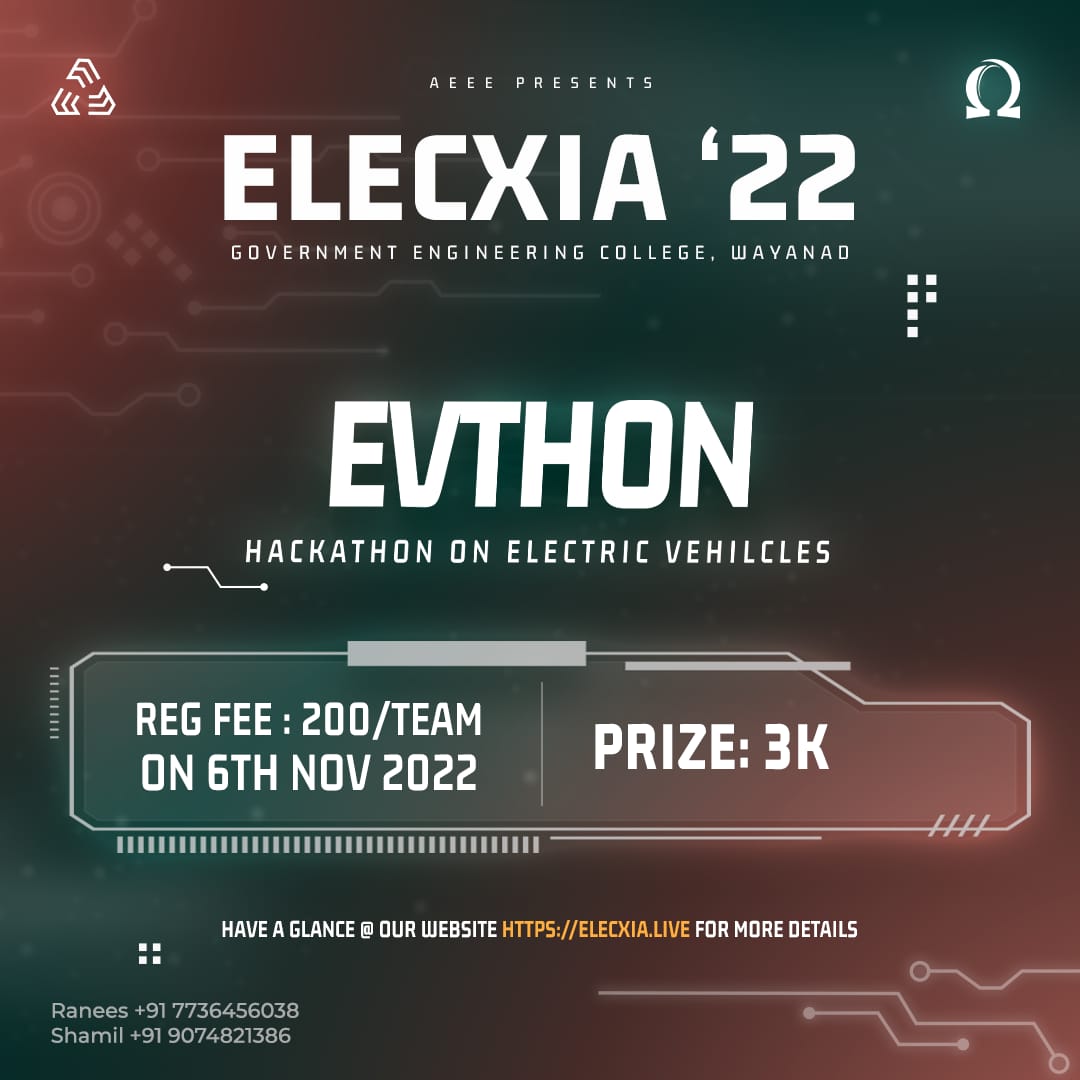 AEEE PRESENTS
ELECXIA ‘22
GOVERNMENT ENGINEERING COLLEGE, WAYANAD
EVTHON
HACKATHON ON ELECTRIC VEHILCLES
REG FEE : 200/TEAM
ON 6TH NOV 2022
PRIZE: 3K
HAVE A GLANCE @ OUR WEBSITE HTTPS://ELECXIA.LIVE FOR MORE DETAILS
Ranees +91 7736456038
Shamil +91 9074821386